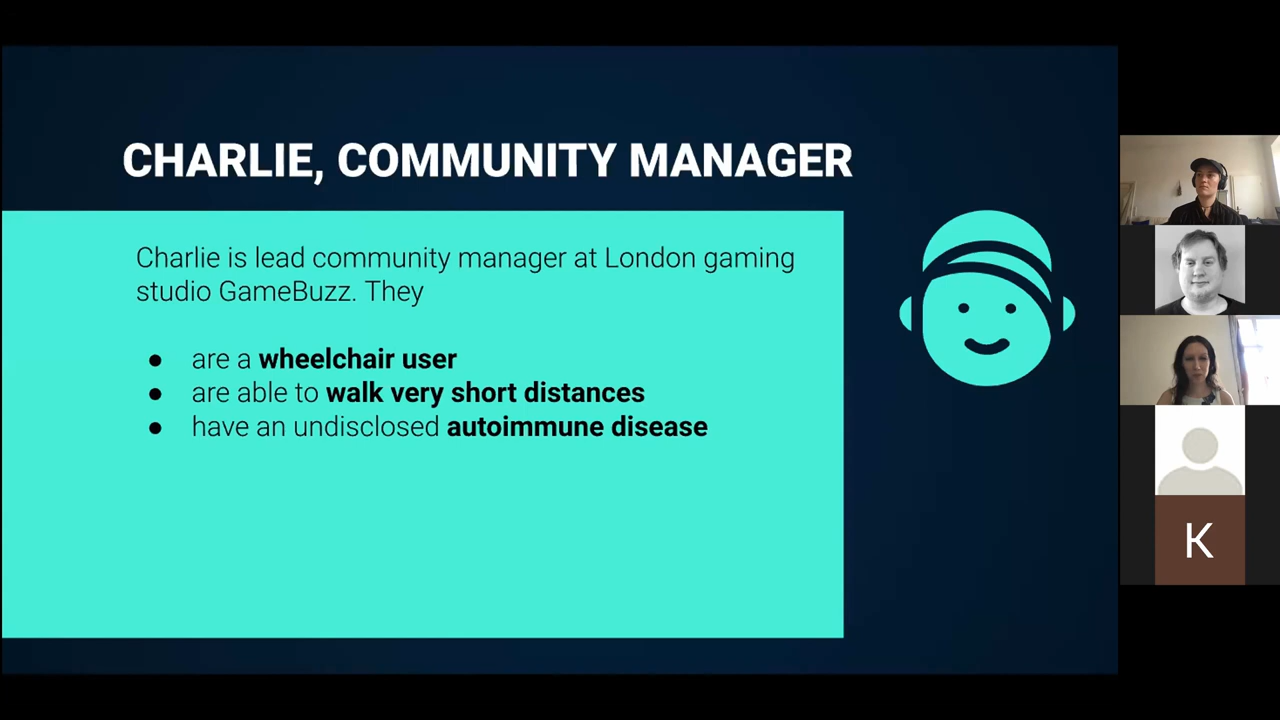 CHARLIE, COMMUNITY MANAGER
Charlie is lead community manager at London gaming
studio GameBuzz. They
● are a wheelchair user
● are able to walk very short distances
● have an undisclosed autoimmune disease
K